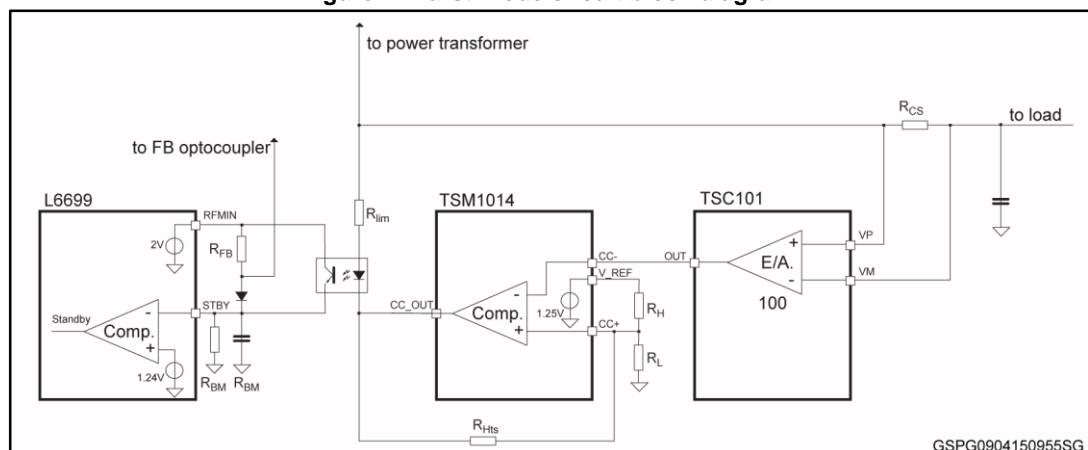 to power transformer
R_CS
to load
to FB optocoupler
L6699
TSM1014
TSC101
RFMIN
R_lim
2V
R_FB
VP
CC-
OUT
+
E/A.
V_REF
VM
-
STBY
CC_OUT
-
1.25V
R_H
100
Standby
-
Comp.
Comp.
+
CC+
+
R_L
1.24V
R_BM
R_BM
R_Hts
GSPG0904150955SG